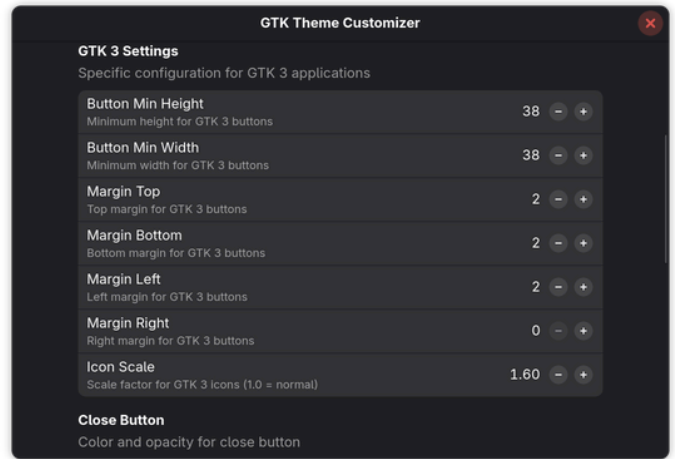 GTK Theme Customizer
GTK 3 Settings
Specific configuration for GTK 3 applications
Button Min Height
Minimum height for GTK 3 buttons
38 − +
Button Min Width
Minimum width for GTK 3 buttons
38 − +
Margin Top
Top margin for GTK 3 buttons
2 − +
Margin Bottom
Bottom margin for GTK 3 buttons
2 − +
Margin Left
Left margin for GTK 3 buttons
2 − +
Margin Right
Right margin for GTK 3 buttons
0 − +
Icon Scale
Scale factor for GTK 3 icons (1.0 = normal)
1.60 − +
Close Button
Color and opacity for close button